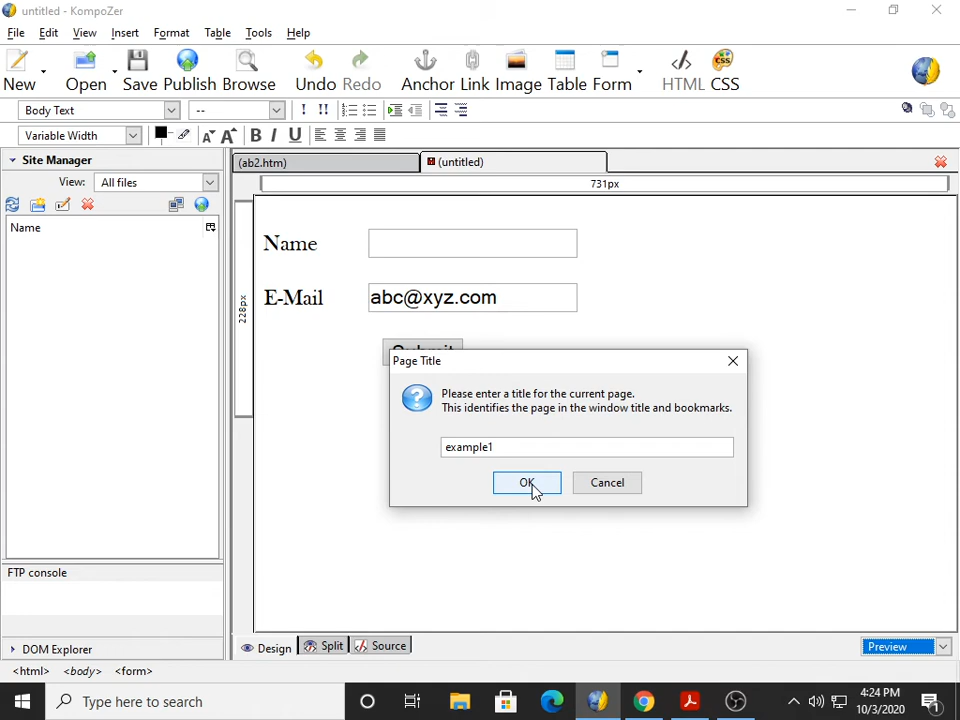 untitled - KompoZer
File Edit View Insert Format Table Tools Help
New Open Save Publish Browse Undo Redo Anchor Link Image Table Form HTML CSS
Body Text --
Variable Width
Site Manager
(ab2.htm) (untitled)
View: All files
731px
Name
228px
Name
E-Mail abc@xyz.com
Submit
Page Title
Please enter a title for the current page.
This identifies the page in the window title and bookmarks.
example1
OK Cancel
FTP console
DOM Explorer
Design Split Source Preview
<html> <body> <form>
Type here to search
4:24 PM
10/3/2020
1